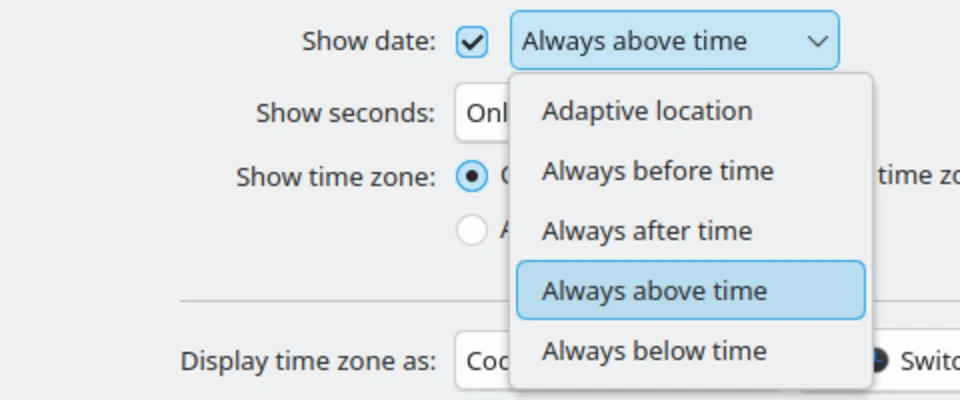 Show date: Always above time
Adaptive location
Show seconds:
Always before time
Show time zone: time
Always after time
Always above time
Always below time
Display time zone as: